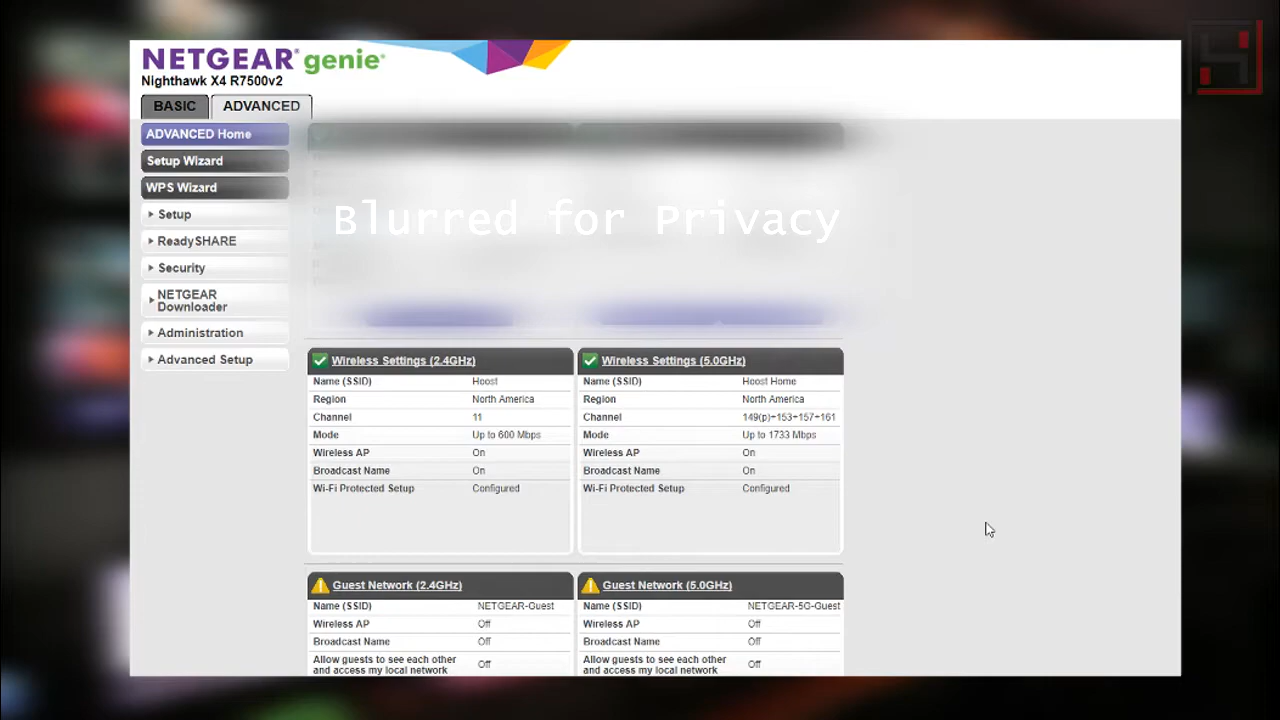 NETGEAR® genie®
Nighthawk X4 R7500v2
BASIC ADVANCED
ADVANCED Home
Setup Wizard
WPS Wizard
Setup
ReadySHARE
Security
NETGEAR
Downloader
Administration
Advanced Setup
Blurred for Privacy
Wireless Settings (2.4GHz)
Name (SSID) Hoost
Region North America
Channel 11
Mode Up to 600 Mbps
Wireless AP On
Broadcast Name On
Wi-Fi Protected Setup Configured
Wireless Settings (5.0GHz)
Name (SSID) Hoost Home
Region North America
Channel 149(p)+153+157+161
Mode Up to 1733 Mbps
Wireless AP On
Broadcast Name On
Wi-Fi Protected Setup Configured
Guest Network (2.4GHz)
Name (SSID) NETGEAR-Guest
Wireless AP Off
Broadcast Name Off
Allow guests to see each other
and access my local network Off
Guest Network (5.0GHz)
Name (SSID) NETGEAR-5G-Guest
Wireless AP Off
Broadcast Name Off
Allow guests to see each other
and access my local network Off